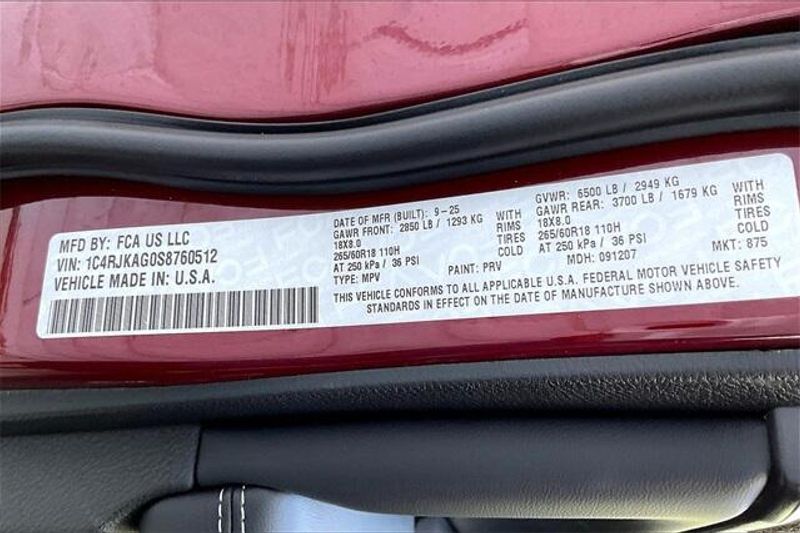 MFD BY: FCA US LLC
VIN: 1C4RJKAG0S8760512
VEHICLE MADE IN: U.S.A.
DATE OF MFR (BUILT): 9-25
GAWR FRONT: 2850 LB / 1293 KG WITH
18X8.0 RIMS
265/60R18 110H TIRES
AT 250 kPa / 36 PSI COLD
TYPE: MPV PAINT: PRV
GVWR: 6500 LB / 2949 KG
GAWR REAR: 3700 LB / 1679 KG WITH
18X8.0 RIMS
265/60R18 110H TIRES
AT 250 kPa / 36 PSI COLD
MDH: 091207 MKT: 875
THIS VEHICLE CONFORMS TO ALL APPLICABLE U.S.A. FEDERAL MOTOR VEHICLE SAFETY
STANDARDS IN EFFECT ON THE DATE OF MANUFACTURE SHOWN ABOVE.